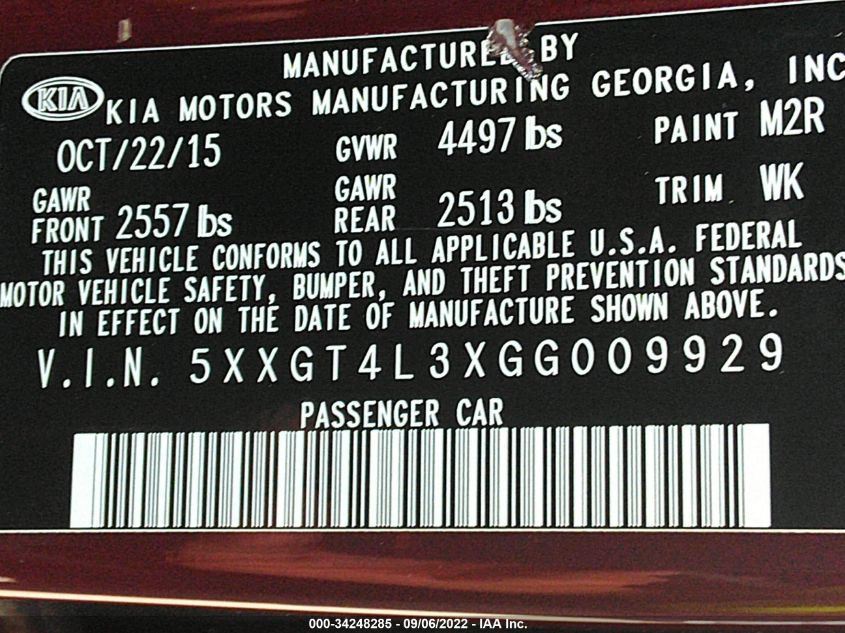 MANUFACTURED BY
KIA KIA MOTORS MANUFACTURING GEORGIA, INC
OCT/22/15 GVWR 4497 lbs PAINT M2R
GAWR FRONT 2557 lbs GAWR REAR 2513 lbs TRIM WK
THIS VEHICLE CONFORMS TO ALL APPLICABLE U.S.A. FEDERAL
MOTOR VEHICLE SAFETY, BUMPER, AND THEFT PREVENTION STANDARDS
IN EFFECT ON THE DATE OF MANUFACTURE SHOWN ABOVE.
V.I.N. 5XXGT4L3XGG009929
PASSENGER CAR
000-34248285 - 09/06/2022 - IAA Inc.